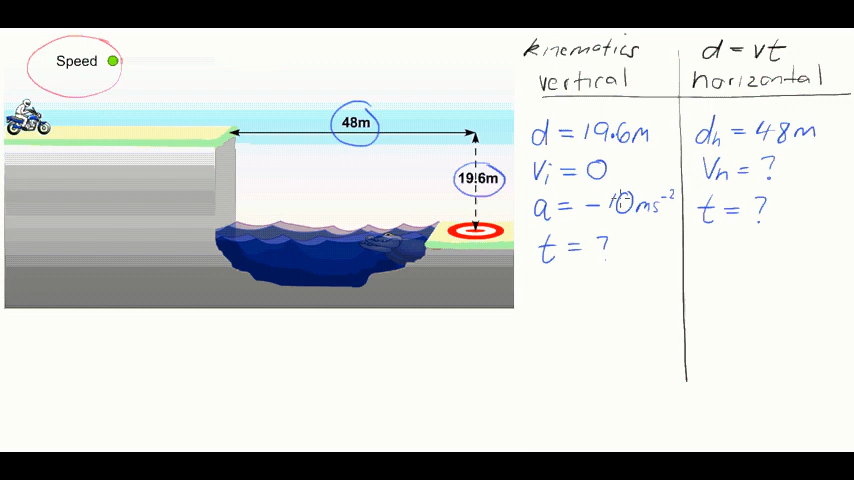 Speed
48m
19.6m
kinematics
vertical
d = 19.6m
vi = 0
a = -10ms⁻²
t = ?
d = vt
horizontal
dh = 48m
vh = ?
t = ?